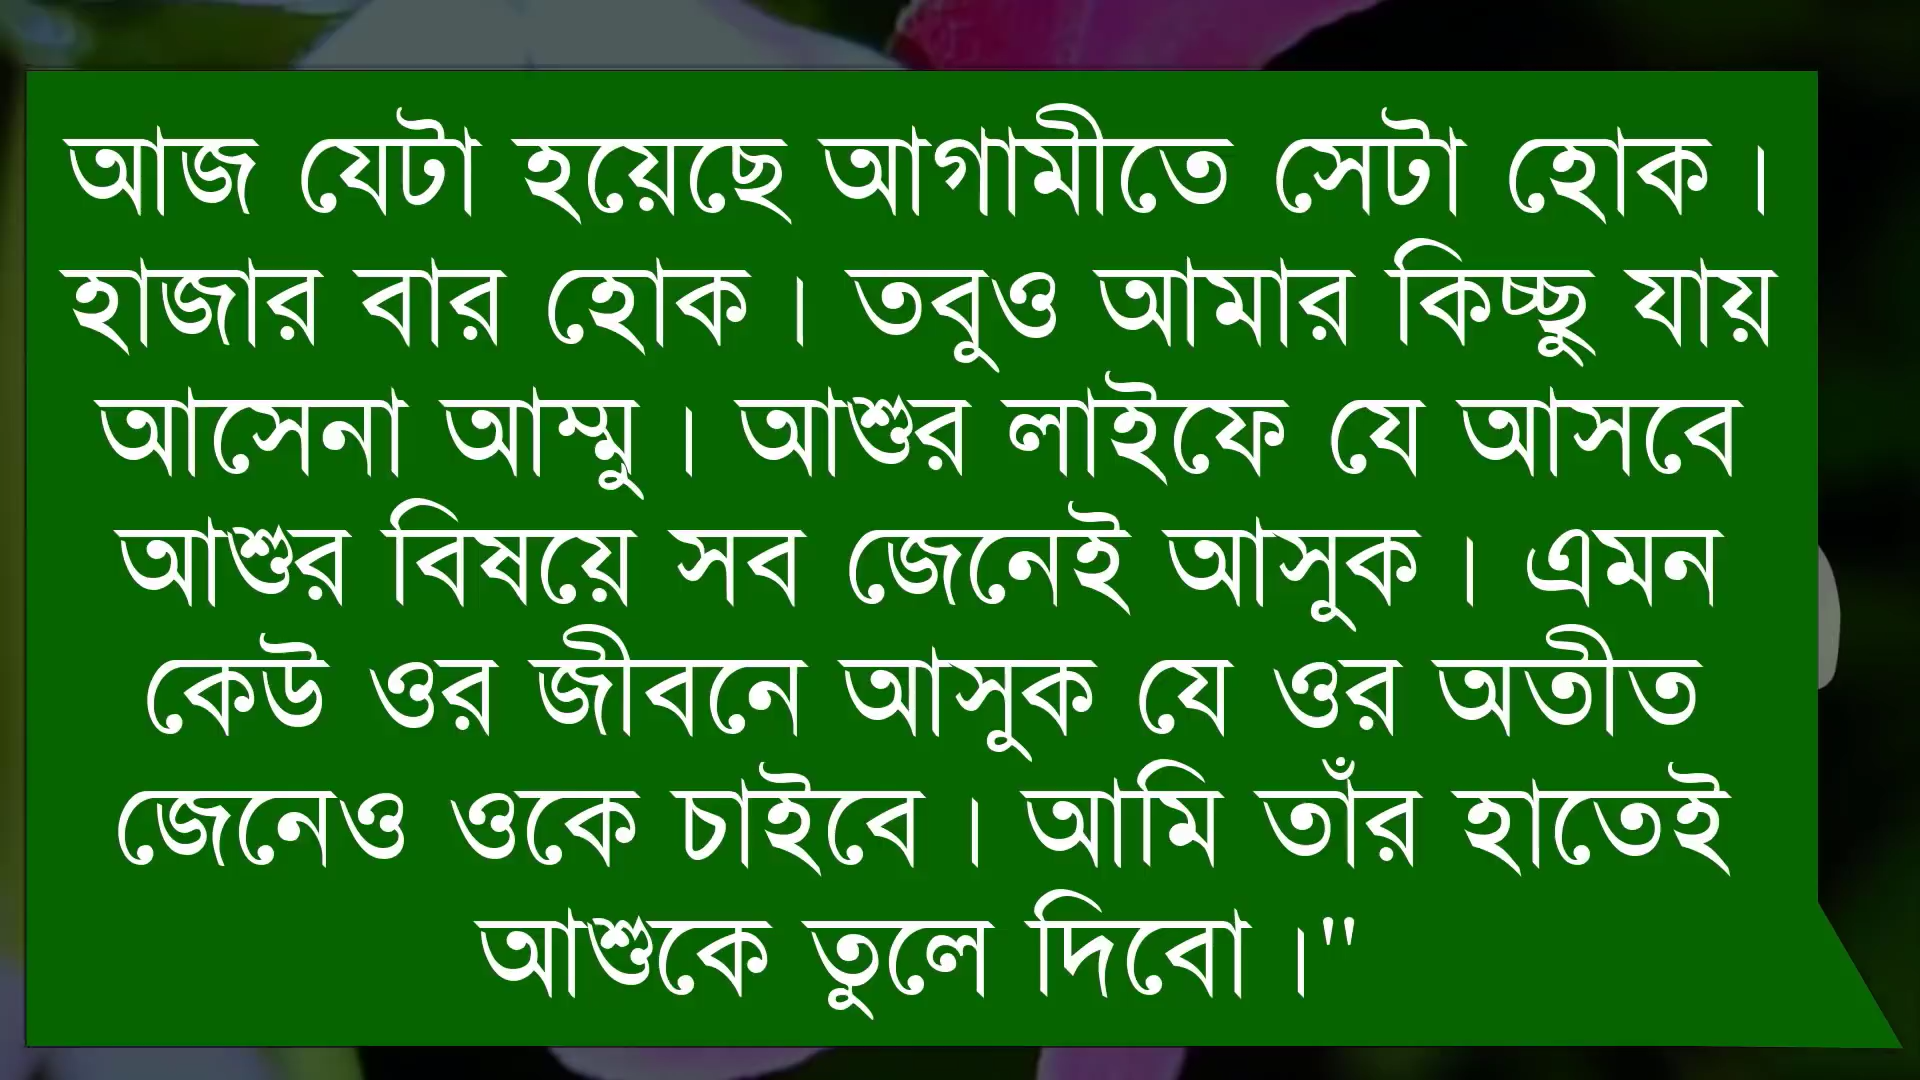 আজ যেটা হয়েছে আগামীতে সেটা হোক ।
হাজার বার হোক । তবুও আমার কিচ্ছু যায়
আসেনা আম্মু । আশুর লাইফে যে আসবে
আশুর বিষয়ে সব জেনেই আসুক । এমন
কেউ ওর জীবনে আসুক যে ওর অতীত
জেনেও ওকে চাইবে । আমি তাঁর হাতেই
আশুকে তুলে দিবো ।"